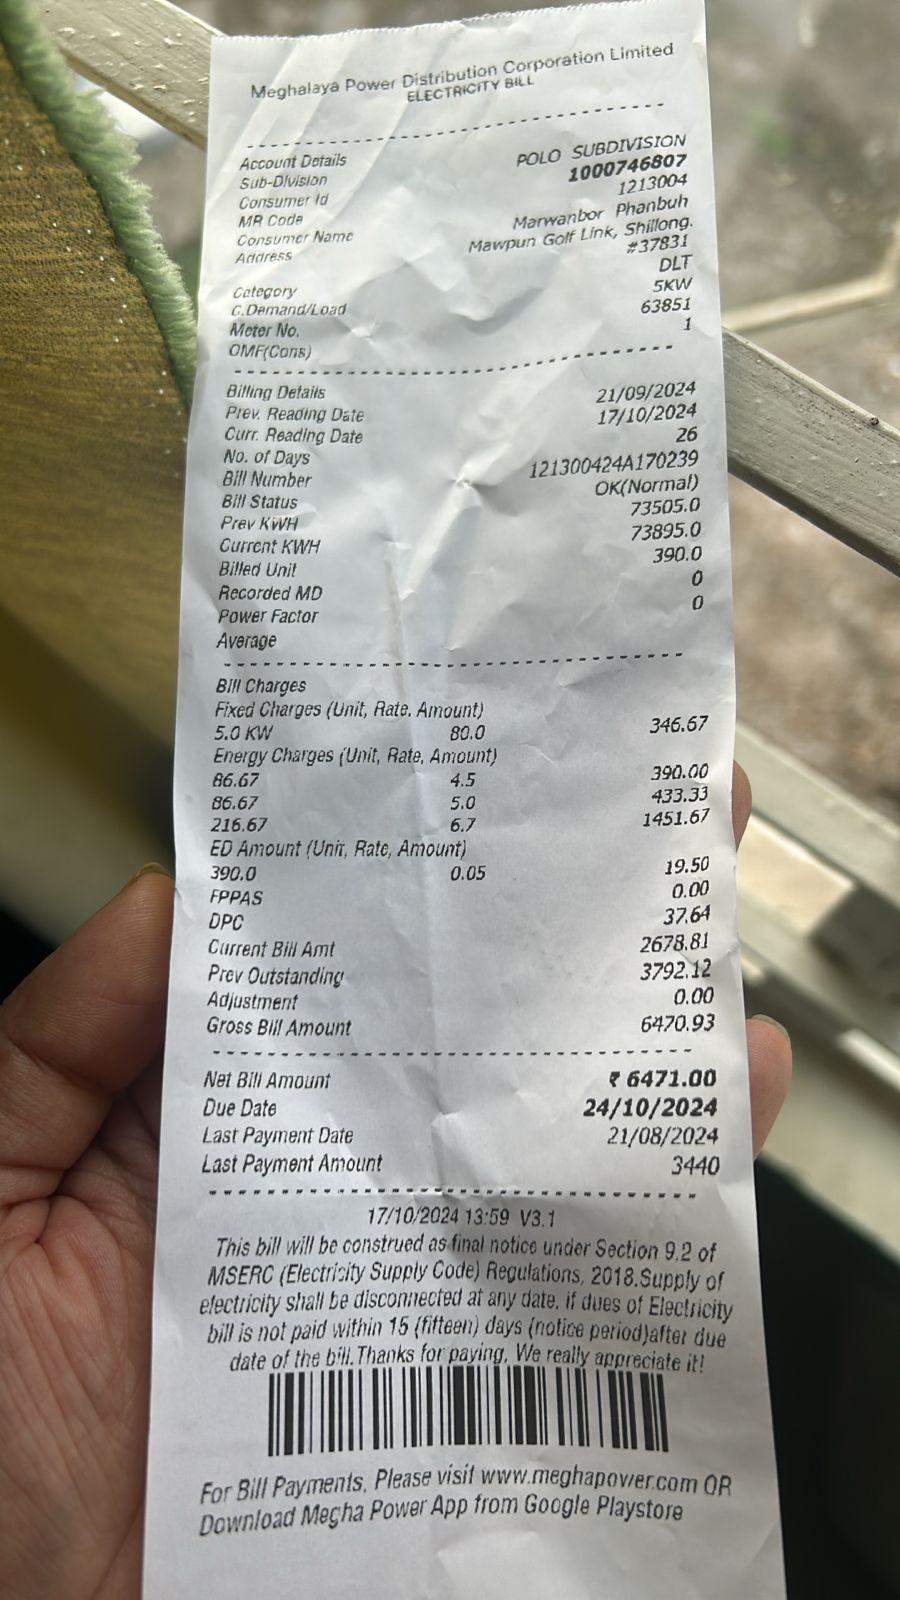 Meghalaya Power Distribution Corporation Limited
ELECTRICITY BILL
Account Details
Sub-Division POLO SUBDIVISION
Consumer Id 1000746807
MR Code 1213004
Consumer Name Marwanbor Phanbuh
Address Mawpun Golf Link, Shillong.
#37831
Category DLT
C.Demand/Load 5KW
Meter No. 63851
OMF(Cons) 1
Billing Details
Prev. Reading Date 21/09/2024
Curr. Reading Date 17/10/2024
No. of Days 26
Bill Number 121300424A170239
Bill Status OK(Normal)
Prev KWH 73505.0
Current KWH 73895.0
Billed Unit 390.0
Recorded MD 0
Power Factor 0
Average
Bill Charges
Fixed Charges (Unit, Rate, Amount)
5.0 KW 80.0 346.67
Energy Charges (Unit, Rate, Amount)
86.67 4.5 390.00
86.67 5.0 433.33
216.67 6.7 1451.67
ED Amount (Unit, Rate, Amount)
390.0 0.05 19.50
FPPAS 0.00
DPC 37.64
Current Bill Amt 2678.81
Prev Outstanding 3792.12
Adjustment 0.00
Gross Bill Amount 6470.93
Net Bill Amount ₹ 6471.00
Due Date 24/10/2024
Last Payment Date 21/08/2024
Last Payment Amount 3440
17/10/2024 13:59 V3.1
This bill will be construed as final notice under Section 9.2 of
MSERC (Electricity Supply Code) Regulations, 2018.Supply of
electricity shall be disconnected at any date, if dues of Electricity
bill is not paid within 15 (fifteen) days (notice period)after due
date of the bill.Thanks for paying, We really appreciate it!
For Bill Payments, Please visit www.meghapower.com OR
Download Megha Power App from Google Playstore